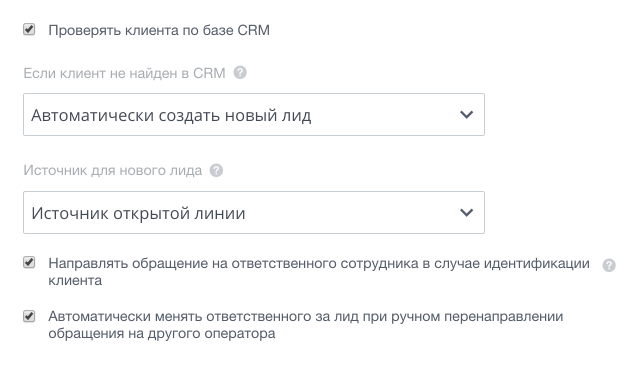 Проверять клиента по базе CRM
Если клиент не найден в CRM ?
Автоматически создать новый лид
Источник для нового лида ?
Источник открытой линии
Направлять обращение на ответственного сотрудника в случае идентификации ?
клиента
Автоматически менять ответственного за лид при ручном перенаправлении
обращения на другого оператора